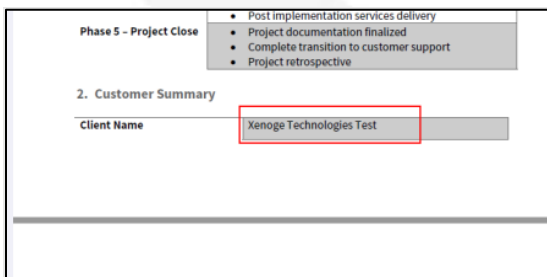 • Post implementation services delivery
Phase 5 – Project Close
• Project documentation finalized
• Complete transition to customer support
• Project retrospective
2. Customer Summary
Client Name Xenoge Technologies Test